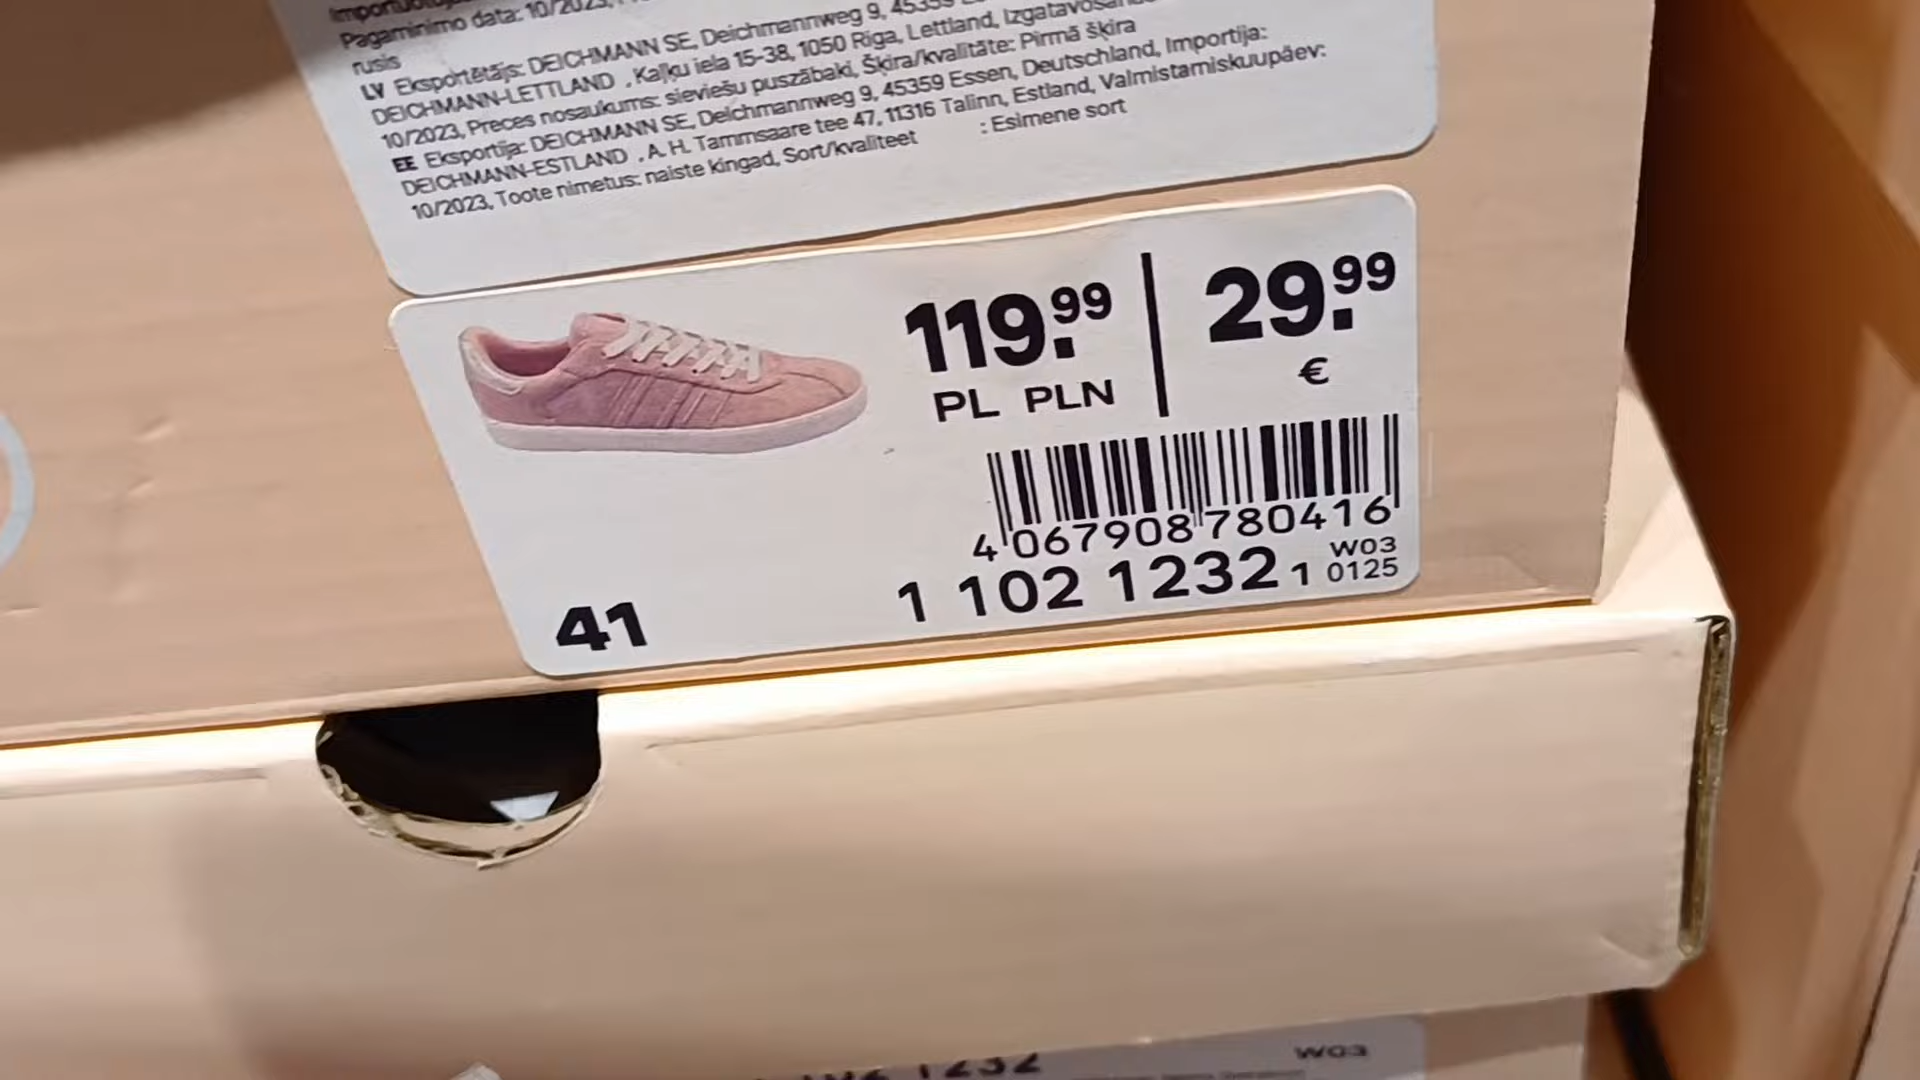 Pagaminimo data: 10/2023,
rusis
LV Eksportētājs: DEICHMANN SE, Deichmannweg 9, 45359
DEICHMANN-LETTLAND , Kaļķu iela 15-38, 1050 Riga, Lettland,
10/2023, Preces nosaukums: sieviešu puszābaki, Šķira/kvalitāte: Pirmā šķira
EE Eksportija: DEICHMANN SE, Deichmannweg 9, 45359 Essen, Deutschland, Importija:
DEICHMANN-ESTLAND , A. H. Tammsaare tee 47, 11316 Talinn, Estland, Valmistamiskuupäev:
10/2023, Toote nimetus: naiste kingad, Sort/kvaliteet : Esimene sort
119.99 29.99
PL PLN €
4 067908 780416
1 102 1232 1 W03 0125
41
1232 W03